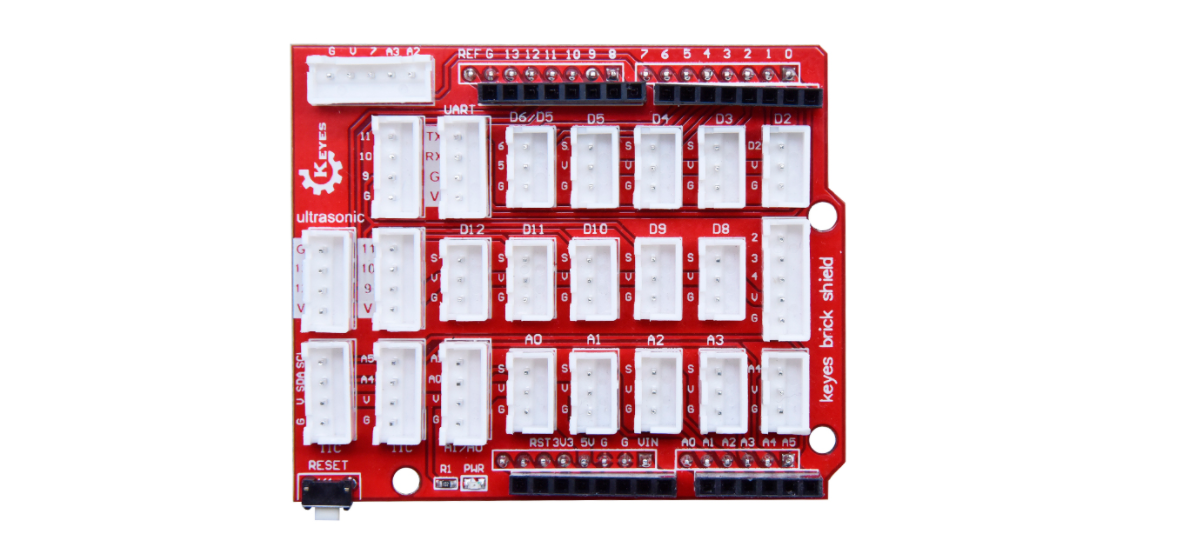 G V 7 A3 A2
REF G 13 12 11 10 9 8
7 6 5 4 3 2 1 0
UART
D6/D5 D5 D4 D3 D2
KEYES
11
10
9
G
TX
RX
G
V
6
5
G
S
V
G
S
V
G
S
V
G
D2
V
G
ultrasonic
D12 D11 D10 D9 D8
G
V
11
10
9
V
S
V
G
S
V
G
S
V
G
S
V
G
S
V
G
2
3
4
V
G
keyes brick shield
A0 A1 A2 A3
SDA
V
G
A5
A4
V
G
A0
V
G
S
V
G
S
V
G
S
V
G
S
V
G
A4
V
G
IIC IIC A1/A0
RST 3V3 5V G G VIN
A0 A1 A2 A3 A4 A5
RESET
R1 PWR